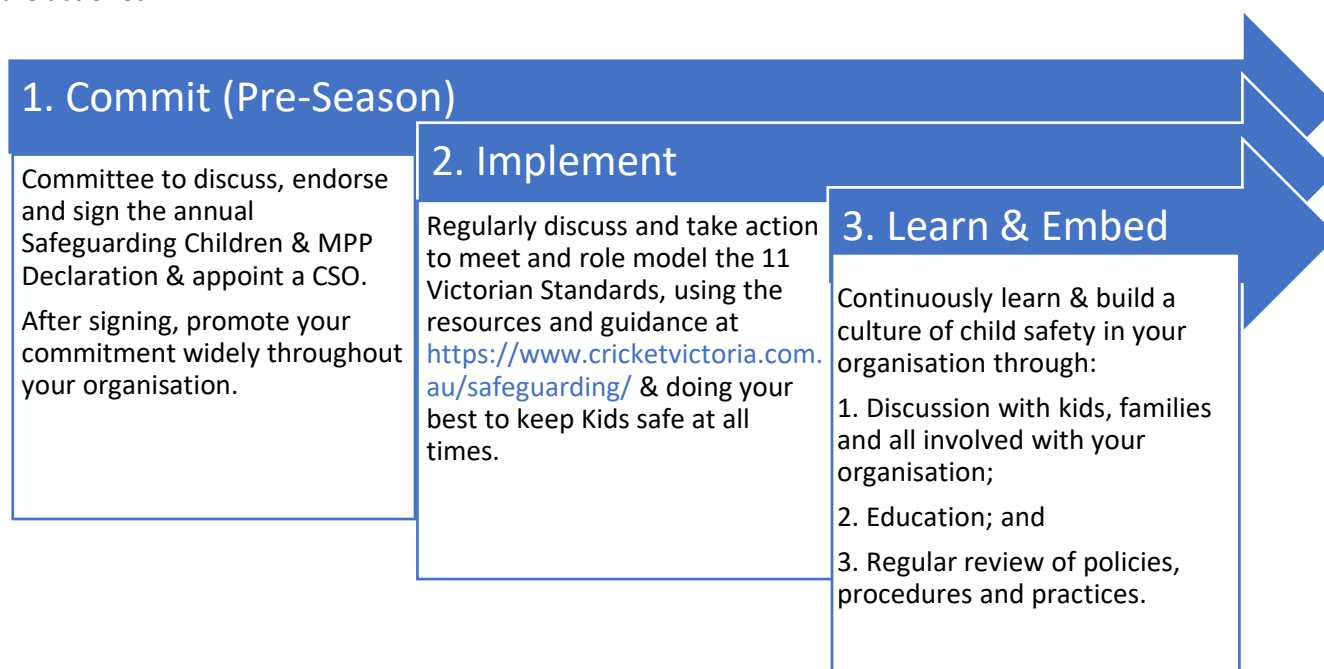 1. Commit (Pre-Season)
Committee to discuss, endorse
and sign the annual
Safeguarding Children & MPP
Declaration & appoint a CSO.
After signing, promote your
commitment widely throughout
your organisation.
2. Implement
Regularly discuss and take action
to meet and role model the 11
Victorian Standards, using the
resources and guidance at
https://www.cricketvictoria.com.
au/safeguarding/ & doing your
best to keep Kids safe at all
times.
3. Learn & Embed
Continuously learn & build a
culture of child safety in your
organisation through:
1. Discussion with kids, families
and all involved with your
organisation;
2. Education; and
3. Regular review of policies,
procedures and practices.